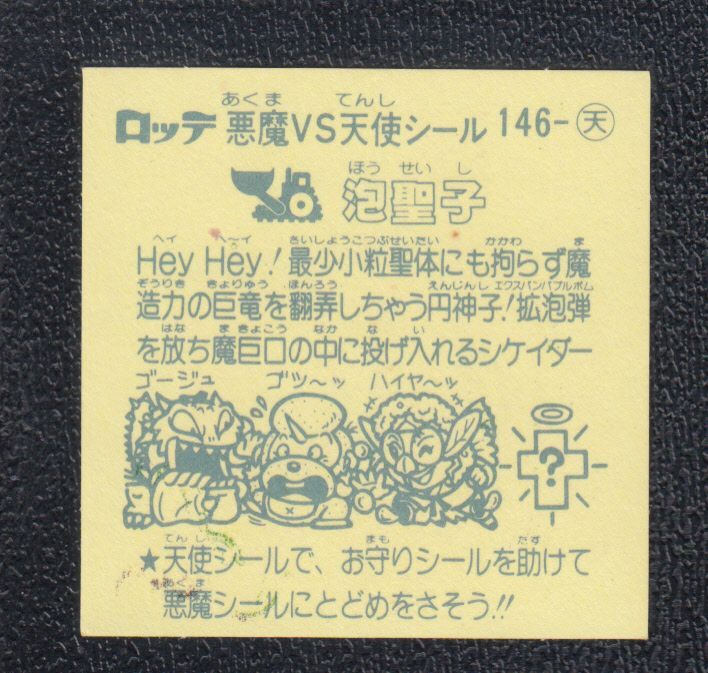 ロッテ 悪魔VS天使シール 146-天
あくま てんし
泡聖子
ほう せい し
Hey Hey! 最少小粒聖体にも拘らず魔
ヘイ ヘーイ さいしょうこつぶせいたい かかわ ま
造力の巨竜を翻弄しちゃう円神子!拡泡弾
ぞうりき きょりゅう ほんろう えんじんし エクスパンバブルボム
を放ち魔巨口の中に投げ入れるシケイダー
はな まきょこう なか な い
ゴージュ ゴツ〜ッ ハイヤ〜ッ
?
★天使シールで、お守りシールを助けて
てんし まも たす
悪魔シールにとどめをさそう!!
あくま